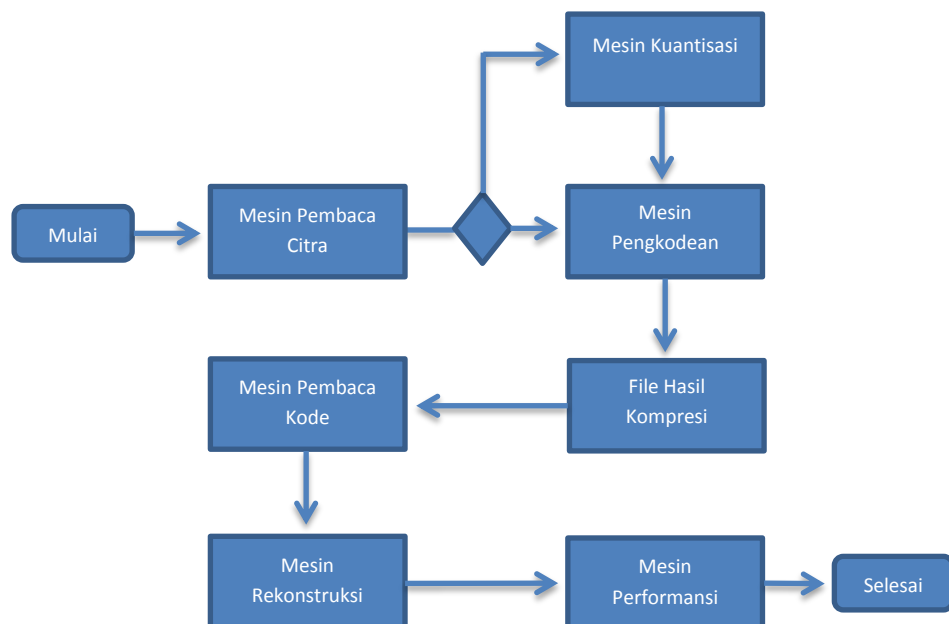 Mesin Kuantisasi
Mulai
Mesin Pembaca
Citra
Mesin
Pengkodean
File Hasil
Kompresi
Mesin Pembaca
Kode
Mesin
Rekonstruksi
Mesin
Performansi
Selesai